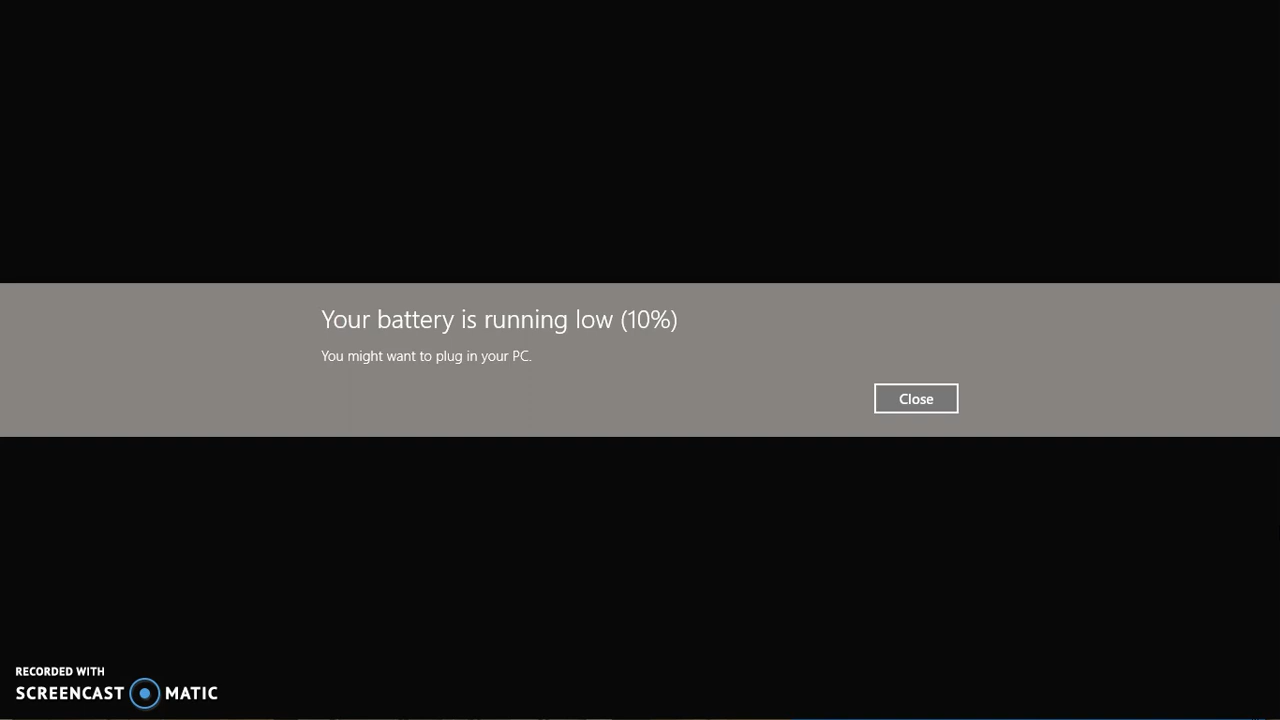 Your battery is running low (10%)
You might want to plug in your PC.
Close
RECORDED WITH
SCREENCAST MATIC